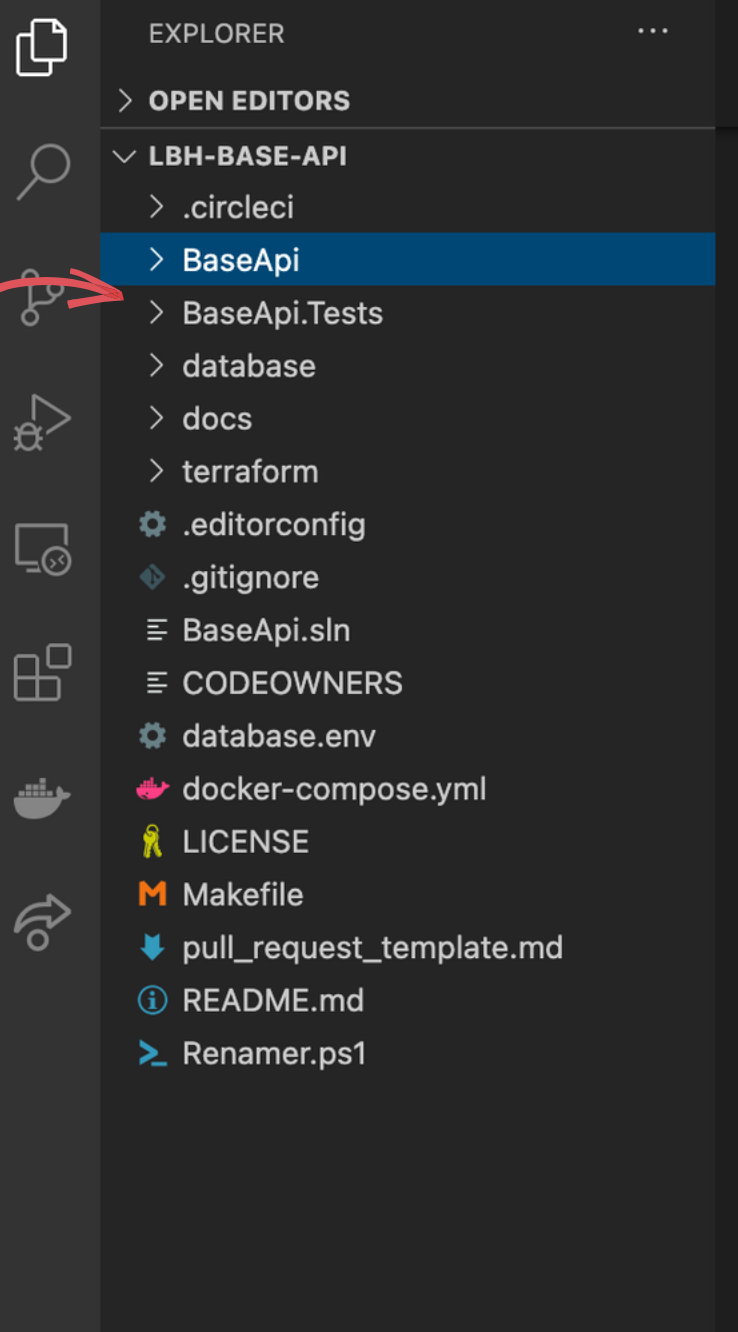 EXPLORER
OPEN EDITORS
LBH-BASE-API
.circleci
BaseApi
BaseApi.Tests
database
docs
terraform
.editorconfig
.gitignore
BaseApi.sln
CODEOWNERS
database.env
docker-compose.yml
LICENSE
Makefile
pull_request_template.md
README.md
Renamer.ps1